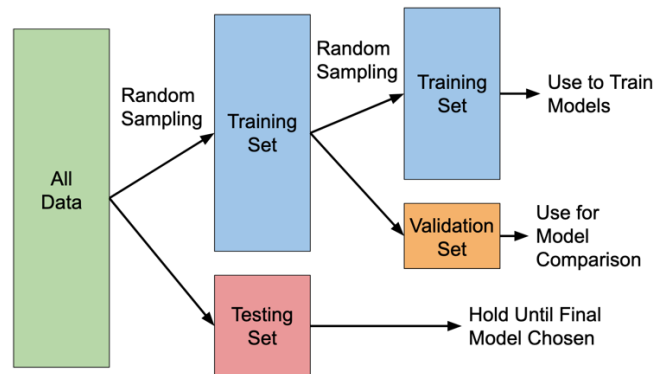 All
Data
Random
Sampling
Training
Set
Random
Sampling
Training
Set
Use to Train
Models
Validation
Set
Use for
Model
Comparison
Testing
Set
Hold Until Final
Model Chosen